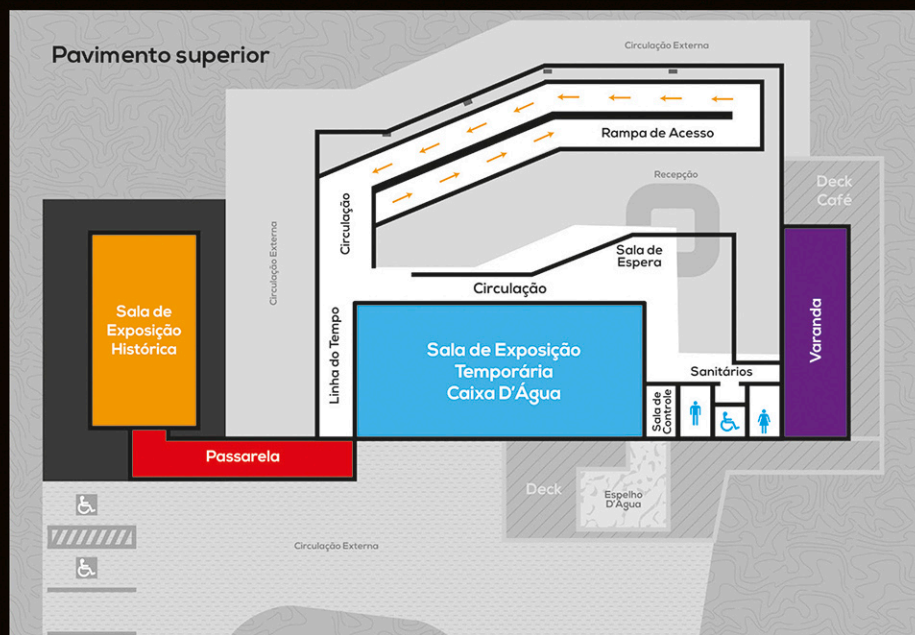 Pavimento superior
Circulação Externa
Rampa de Acesso
Recepção
Deck
Café
Circulação
Circulação Externa
Sala de
Espera
Circulação
Sala de
Exposição
Histórica
Linha do Tempo
Sala de Exposição
Temporária
Caixa D'Água
Varanda
Sanitários
Sala de
Controle
Passarela
Deck
Espelho
D'Água
Circulação Externa